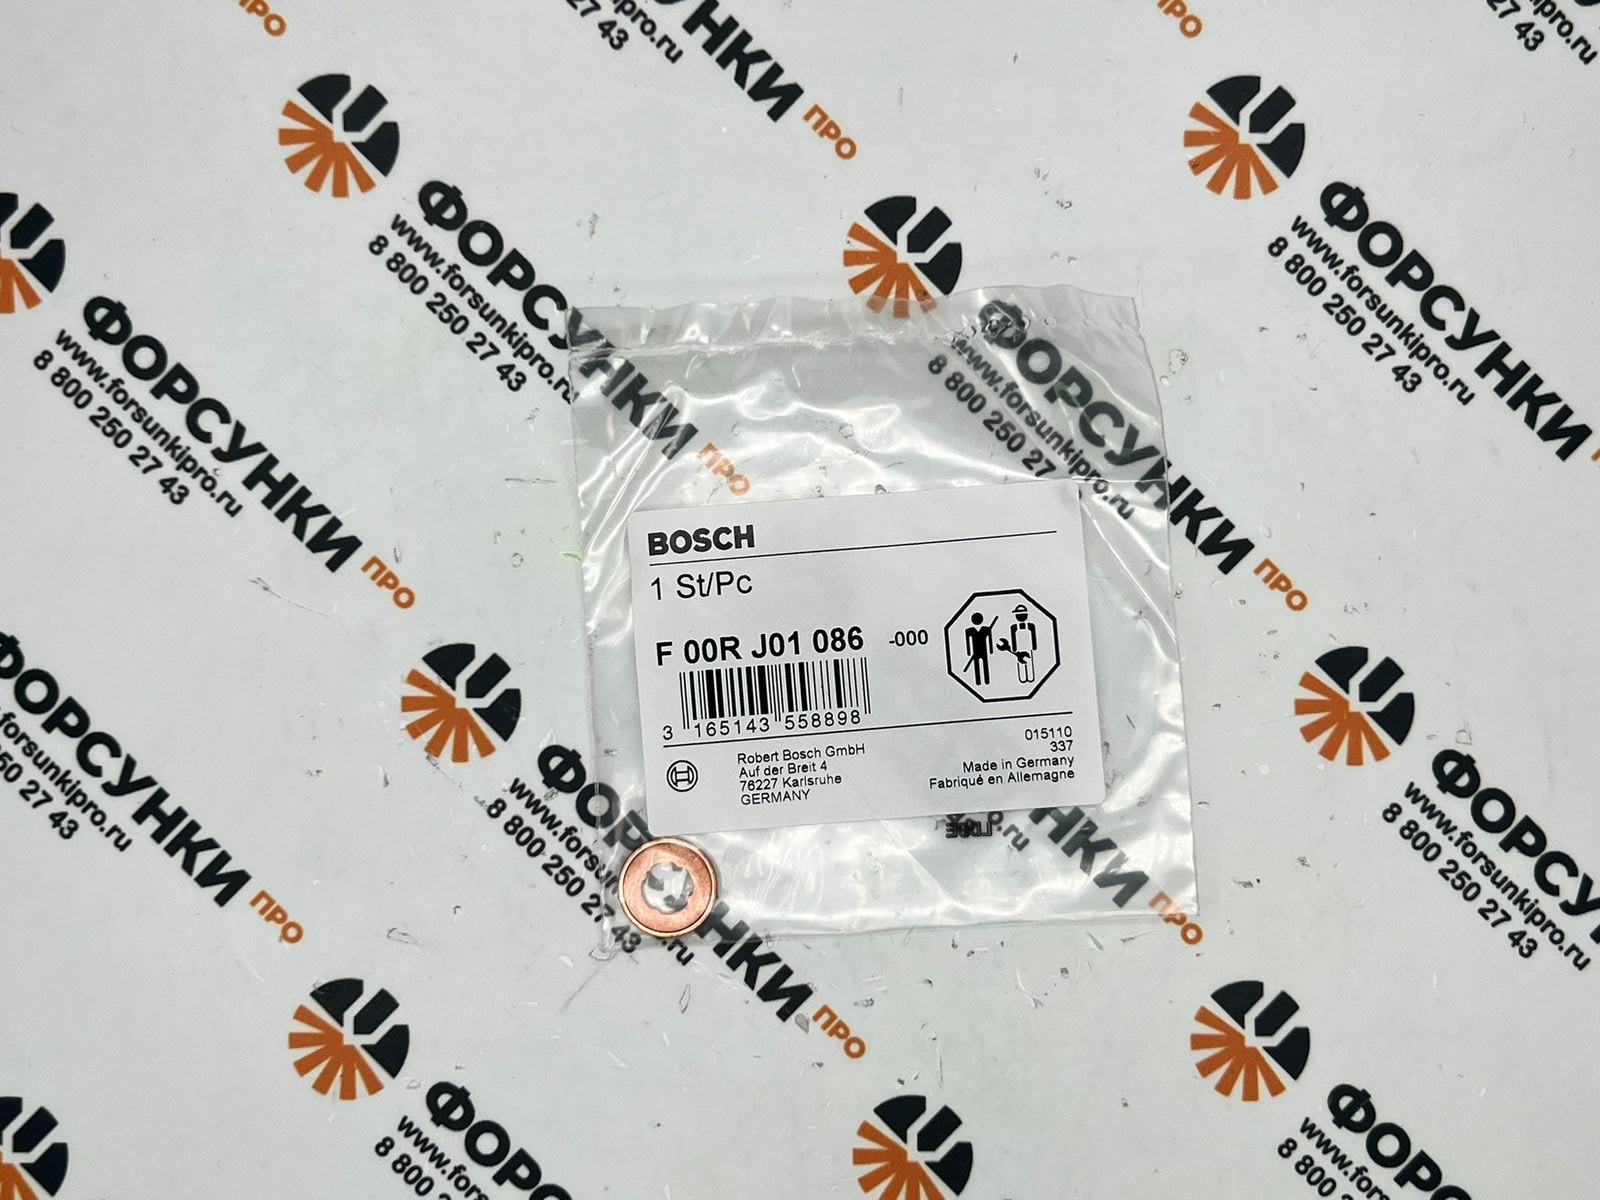 ФОРСУНКИ ПРО
www.forsunkipro.ru
8 800 250 27 43
BOSCH
1 St/Pc
F 00R J01 086 -000
3 165143 558898
015110
337
Robert Bosch GmbH
Auf der Breit 4
76227 Karlsruhe
GERMANY
Made in Germany
Fabriqué en Allemagne